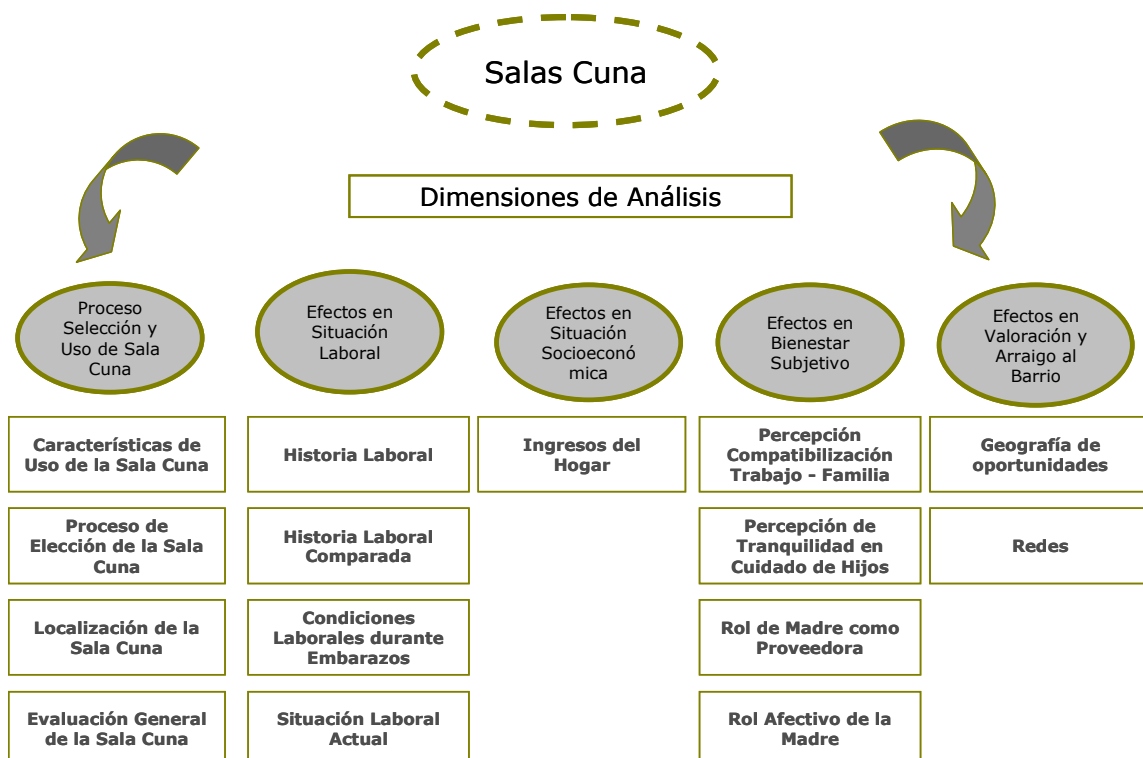 Salas Cuna
Dimensiones de Análisis
Proceso
Selección y
Uso de Sala
Cuna
Efectos en
Situación
Laboral
Efectos en
Situación
Socioeconó
mica
Efectos en
Bienestar
Subjetivo
Efectos en
Valoración y
Arraigo al
Barrio
Características de
Uso de la Sala Cuna
Proceso de
Elección de la Sala
Cuna
Localización de la
Sala Cuna
Evaluación General
de la Sala Cuna
Historia Laboral
Historia Laboral
Comparada
Condiciones
Laborales durante
Embarazos
Situación Laboral
Actual
Ingresos del
Hogar
Percepción
Compatibilización
Trabajo - Familia
Percepción de
Tranquilidad en
Cuidado de Hijos
Rol de Madre como
Proveedora
Rol Afectivo de la
Madre
Geografía de
oportunidades
Redes